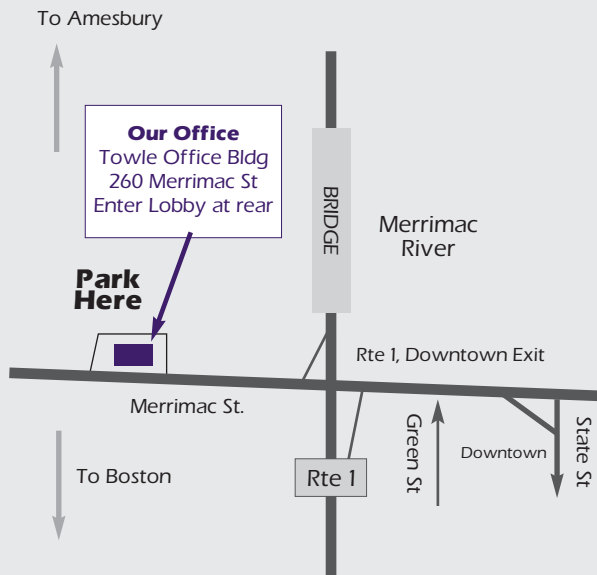 To Amesbury
Our Office
Towle Office Bldg
260 Merrimac St
Enter Lobby at rear
BRIDGE
Merrimac
River
Park
Here
Rte 1, Downtown Exit
Merrimac St.
Green St
Downtown
State St
To Boston
Rte 1